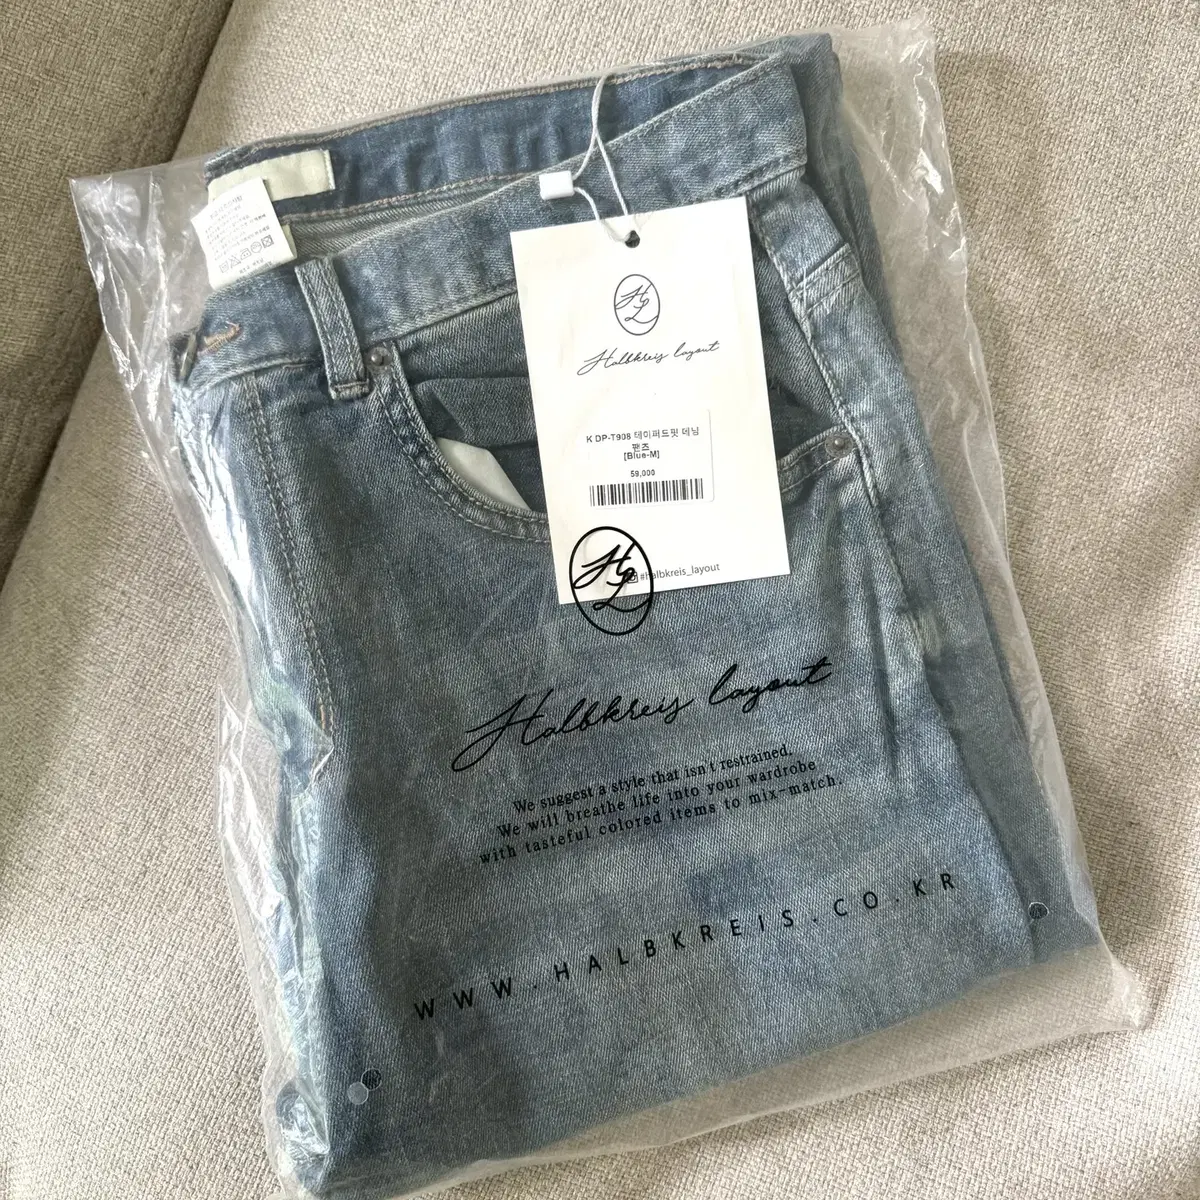 HL
Halbkreis layout
K DP-T908 테이퍼드핏 데님
팬츠
[Blue-M]
59,000
#halbkreis_layout
HL
Halbkreis layout
We suggest a style that isn't restrained.
We will breathe life into your wardrobe
with tasteful colored items to mix-match.
WWW.HALBKREIS.CO.KR